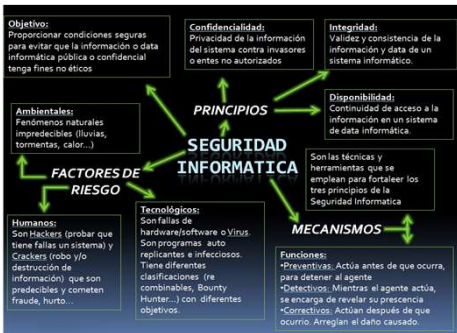 Objetivo:
Proporcionar condiciones seguras
para evitar que la información o data
informática pública o confidencial
tenga fines no éticos
Confidencialidad:
Privacidad de la información
del sistema contra invasores
o entes no autorizados
Integridad:
Validez y consistencia de la
información y data de un
sistema informático.
PRINCIPIOS
Disponibilidad:
Continuidad de acceso a la
información en un sistema
de data informática.
Ambientales:
Fenómenos naturales
impredecibles (lluvias,
tormentas, calor...)
SEGURIDAD
INFORMATICA
FACTORES DE
RIESGO
Son las técnicas y
herramientas que se
emplean para fortaleer los
tres principios de la
Seguridad Informatica
MECANISMOS
Humanos:
Son Hackers (probar que
tiene fallas un sistema) y
Crackers (robo y/o
destrucción de
información) que son
predecibles y cometen
fraude, hurto...
Tecnológicos:
Son fallas de
hardware/software o Virus.
Son programas auto
replicantes e infecciosos.
Tiene diferentes
clasificaciones (re
combinables, Bounty
Hunter...) con diferentes
objetivos.
Funciones:
•Preventivas: Actúa antes de que ocurra,
para detener al agente
•Detectivos: Mientras el agente actúa,
se encarga de revelar su prescencia
•Correctivos: Actúan después de que
ocurrio. Arreglan el daño causado.